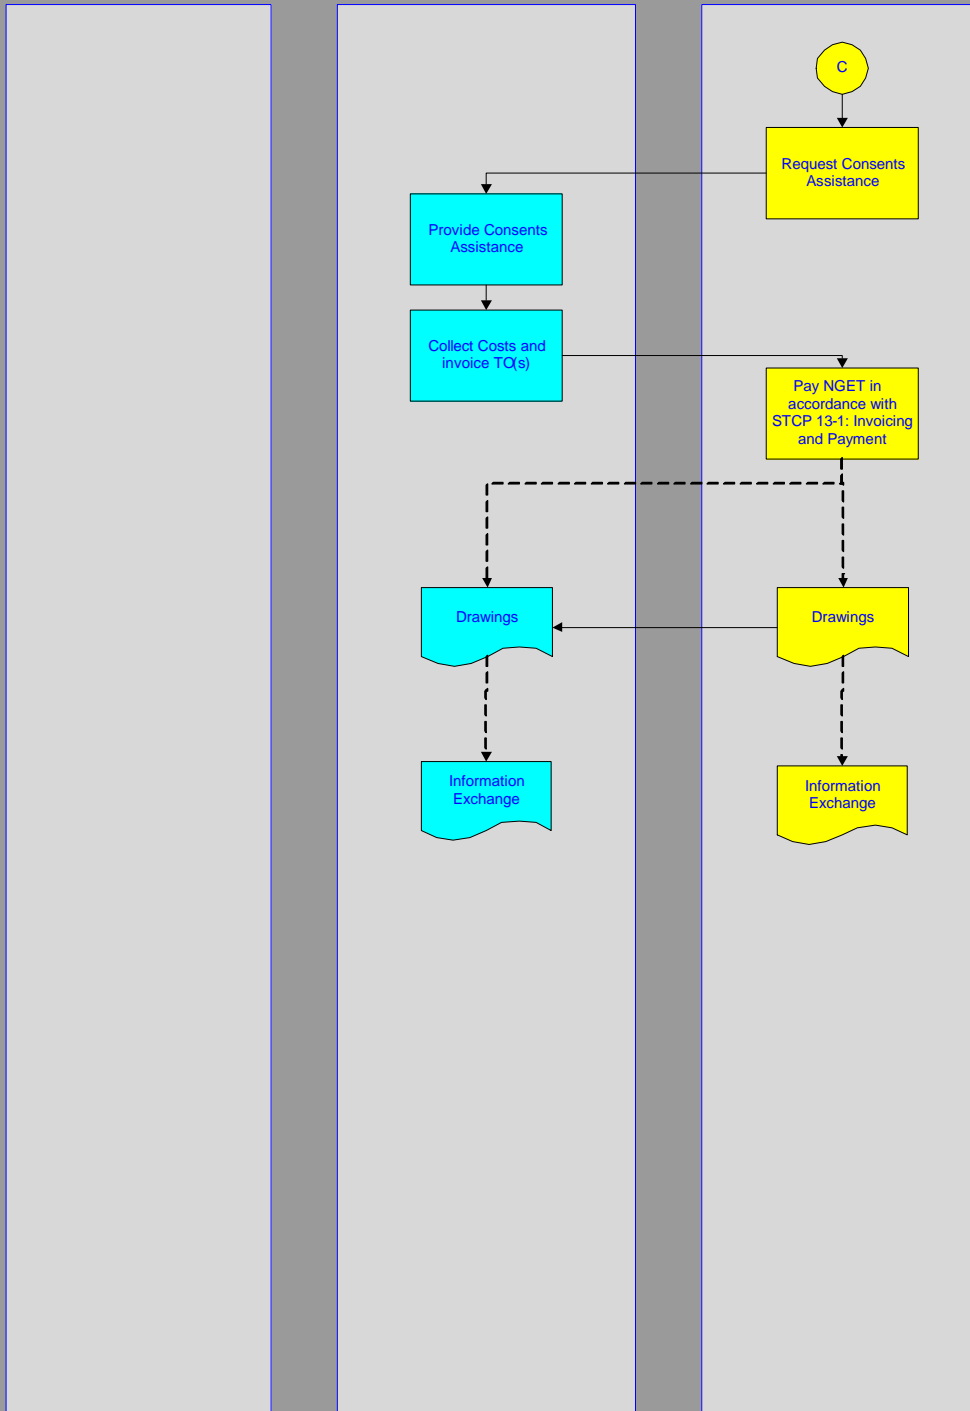 C
Request Consents
Assistance
Provide Consents
Assistance
Collect Costs and
invoice TO(s)
Pay NGET in
accordance with
STCP 13-1: Invoicing
and Payment
Drawings
Drawings
Information
Exchange
Information
Exchange